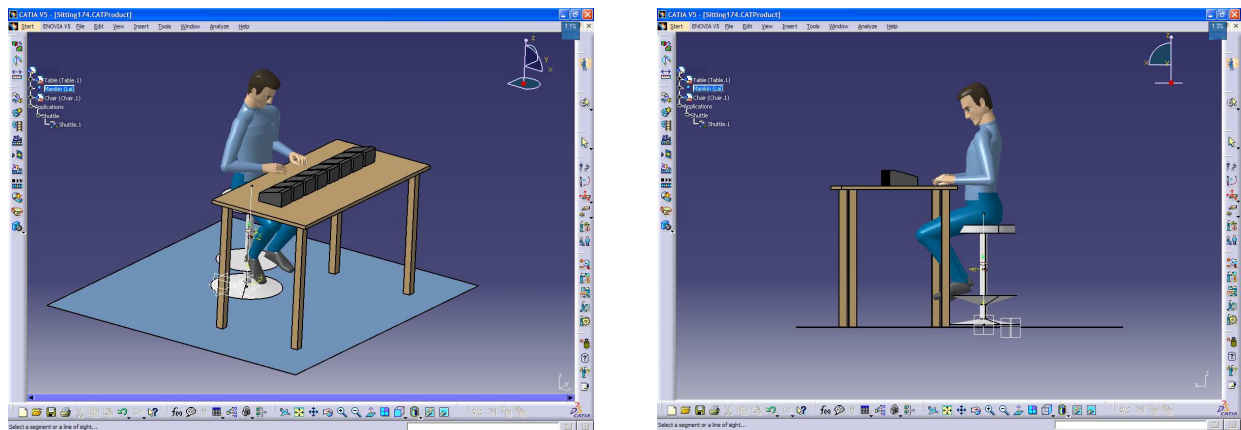 CATIA V5 - [Sitting174.CATProduct]
Start ENOVIA V5 File Edit View Insert Tools Window Analyze Help
Table (Table.1)
Manikin (Lai)
Chair (Chair.1)
Applications
Shuttle
Shuttle.1
z
y
x
f(x)
CATIA
Select a segment or a line of sight...
CATIA V5 - [Sitting174.CATProduct]
Start ENOVIA V5 File Edit View Insert Tools Window Analyze Help
Table (Table.1)
Manikin (Lai)
Chair (Chair.1)
Applications
Shuttle
Shuttle.1
z
x
y
f(x)
CATIA
Select a segment or a line of sight...